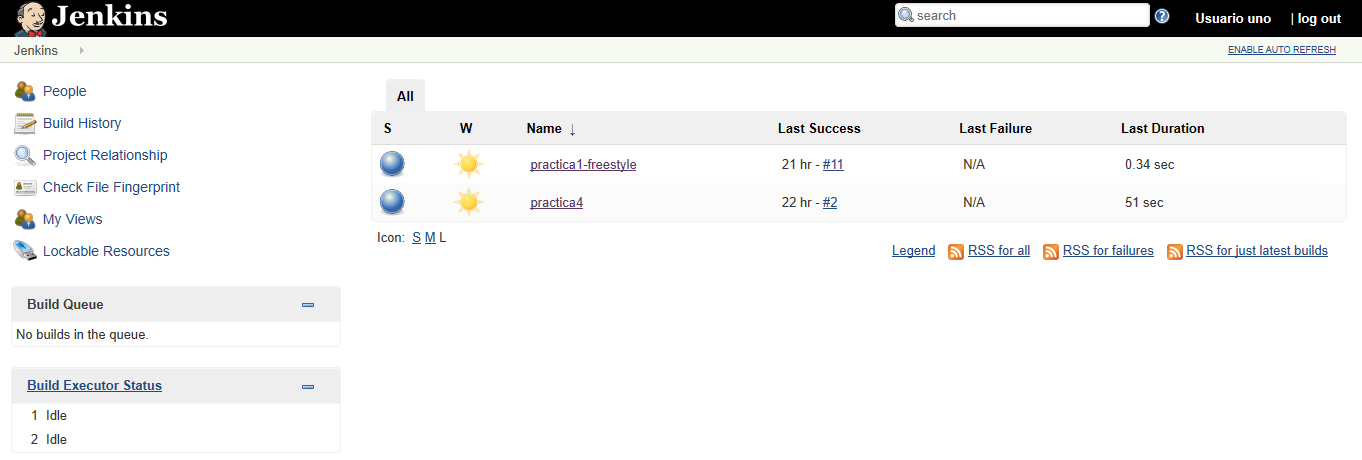 Jenkins
search
Usuario uno | log out
Jenkins
ENABLE AUTO REFRESH
People
Build History
Project Relationship
Check File Fingerprint
My Views
Lockable Resources
Build Queue
No builds in the queue.
Build Executor Status
1 Idle
2 Idle
All
S W Name ↓ Last Success Last Failure Last Duration
practica1-freestyle 21 hr - #11 N/A 0.34 sec
practica4 22 hr - #2 N/A 51 sec
Icon: S M L
Legend RSS for all RSS for failures RSS for just latest builds